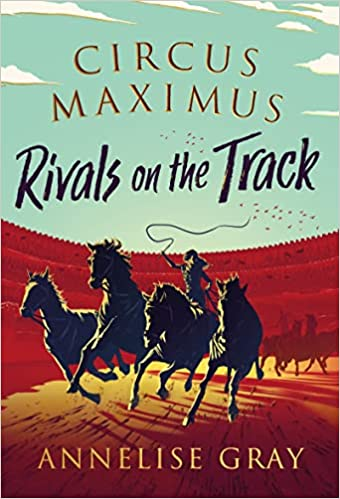 CIRCUS
MAXIMUS
Rivals on the Track
ANNELISE GRAY